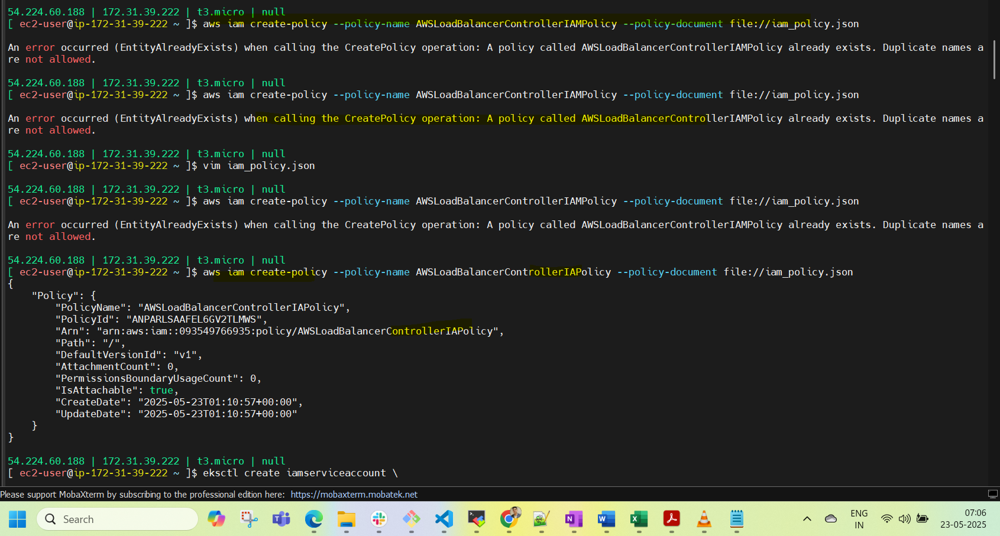 54.224.60.188 | 172.31.39.222 | t3.micro | null
[ ec2-user@ip-172-31-39-222 ~ ]$ aws iam create-policy --policy-name AWSLoadBalancerControllerIAMPolicy --policy-document file://iam_policy.json
An error occurred (EntityAlreadyExists) when calling the CreatePolicy operation: A policy called AWSLoadBalancerControllerIAMPolicy already exists. Duplicate names a
re not allowed.
54.224.60.188 | 172.31.39.222 | t3.micro | null
[ ec2-user@ip-172-31-39-222 ~ ]$ aws iam create-policy --policy-name AWSLoadBalancerControllerIAMPolicy --policy-document file://iam_policy.json
An error occurred (EntityAlreadyExists) when calling the CreatePolicy operation: A policy called AWSLoadBalancerControllerIAMPolicy already exists. Duplicate names a
re not allowed.
54.224.60.188 | 172.31.39.222 | t3.micro | null
[ ec2-user@ip-172-31-39-222 ~ ]$ vim iam_policy.json
54.224.60.188 | 172.31.39.222 | t3.micro | null
[ ec2-user@ip-172-31-39-222 ~ ]$ aws iam create-policy --policy-name AWSLoadBalancerControllerIAMPolicy --policy-document file://iam_policy.json
An error occurred (EntityAlreadyExists) when calling the CreatePolicy operation: A policy called AWSLoadBalancerControllerIAMPolicy already exists. Duplicate names a
re not allowed.
54.224.60.188 | 172.31.39.222 | t3.micro | null
[ ec2-user@ip-172-31-39-222 ~ ]$ aws iam create-policy --policy-name AWSLoadBalancerControllerIAPolicy --policy-document file://iam_policy.json
{
    "Policy": {
        "PolicyName": "AWSLoadBalancerControllerIAPolicy",
        "PolicyId": "ANPARLSAAFEL6GV2TLMWS",
        "Arn": "arn:aws:iam::093549766935:policy/AWSLoadBalancerControllerIAPolicy",
        "Path": "/",
        "DefaultVersionId": "v1",
        "AttachmentCount": 0,
        "PermissionsBoundaryUsageCount": 0,
        "IsAttachable": true,
        "CreateDate": "2025-05-23T01:10:57+00:00",
        "UpdateDate": "2025-05-23T01:10:57+00:00"
    }
}
54.224.60.188 | 172.31.39.222 | t3.micro | null
[ ec2-user@ip-172-31-39-222 ~ ]$ eksctl create iamserviceaccount \
Please support MobaXterm by subscribing to the professional edition here: https://mobaxterm.mobatek.net
Search
ENG
IN
07:06
23-05-2025